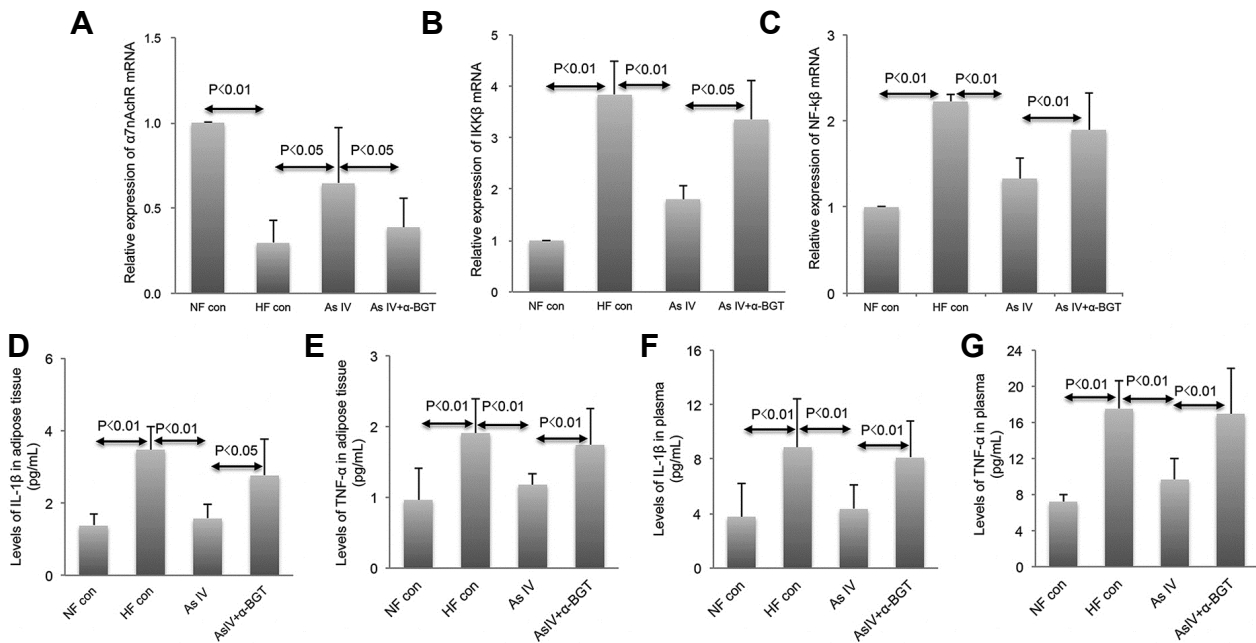 A
Relative expression of α7nAchR mRNA
1.5
1.0
0.5
0.0
P<0.01
P<0.05
P<0.05
NF con
HF con
As IV
As IV+α-BGT
B
Relative expression of IKKβ mRNA
5
4
3
2
1
0
P<0.01
P<0.01
P<0.05
NF con
HF con
As IV
As IV+α-BGT
C
Relative expression of NF-kβ mRNA
3
2
1
0
P<0.01
P<0.01
P<0.01
NF con
HF con
As IV
As IV+α-BGT
D
Levels of IL-1β in adipose tissue
(pg/mL)
6
4
2
0
P<0.01
P<0.01
P<0.05
NF con
HF con
As IV
AsIV+α-BGT
E
Levels of TNF-α in adipose tissue
(pg/mL)
3
2
1
0
P<0.01
P<0.01
P<0.01
NF con
HF con
As IV
AsIV+α-BGT
F
Levels of IL-1β in plasma
(pg/mL)
16
12
8
4
0
P<0.01
P<0.01
P<0.01
NF con
HF con
As IV
AsIV+α-BGT
G
Levels of TNF-α in plasma
(pg/mL)
24
20
16
12
8
4
0
P<0.01
P<0.01
P<0.01
NF con
HF con
As IV
AsIV+α-BGT